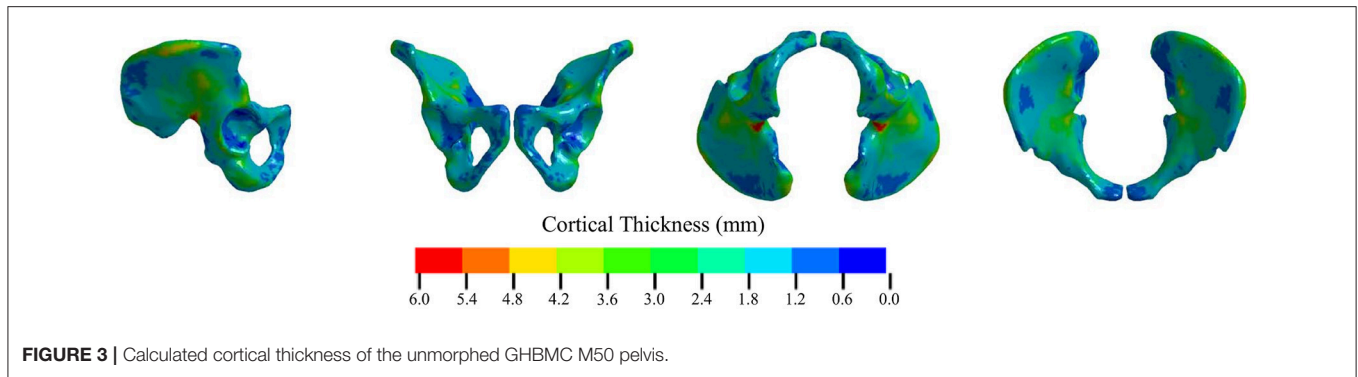 Cortical Thickness (mm)
6.0 5.4 4.8 4.2 3.6 3.0 2.4 1.8 1.2 0.6 0.0
FIGURE 3 | Calculated cortical thickness of the unmorphed GHBMC M50 pelvis.